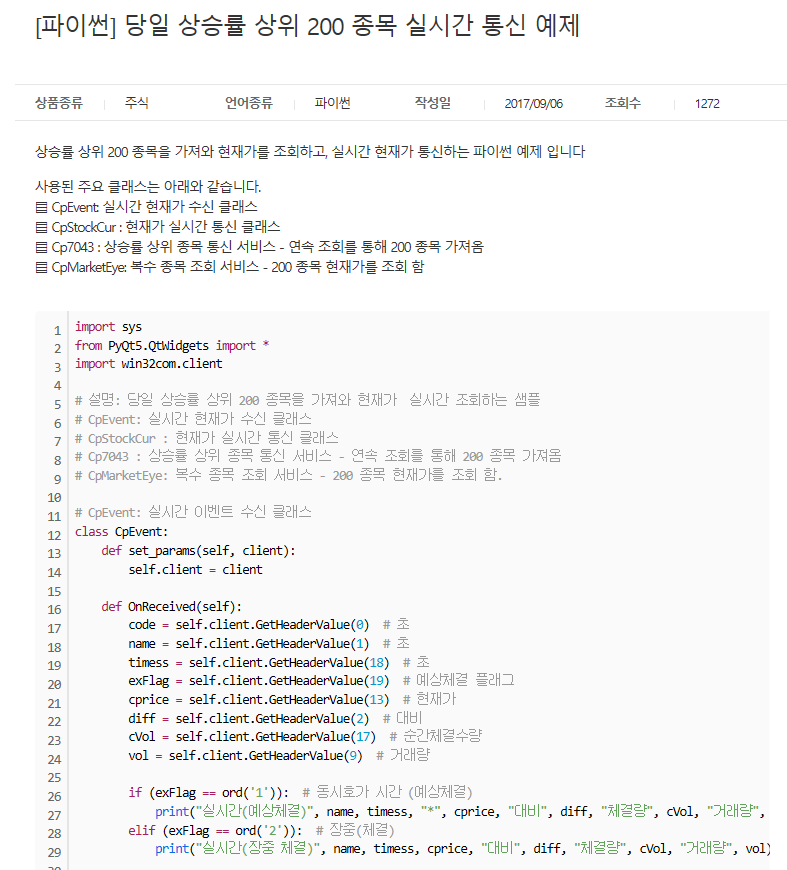 [파이썬] 당일 상승률 상위 200 종목 실시간 통신 예제
상품종류 주식 언어종류 파이썬 작성일 2017/09/06 조회수 1272
상승률 상위 200 종목을 가져와 현재가를 조회하고, 실시간 현재가 통신하는 파이썬 예제 입니다
사용된 주요 클래스는 아래와 같습니다.
▤ CpEvent: 실시간 현재가 수신 클래스
▤ CpStockCur : 현재가 실시간 통신 클래스
▤ Cp7043 : 상승률 상위 종목 통신 서비스 - 연속 조회를 통해 200 종목 가져옴
▤ CpMarketEye: 복수 종목 조회 서비스 - 200 종목 현재가를 조회 함
1 import sys
2 from PyQt5.QtWidgets import *
3 import win32com.client
4
5 # 설명: 당일 상승률 상위 200 종목을 가져와 현재가  실시간 조회하는 샘플
6 # CpEvent: 실시간 현재가 수신 클래스
7 # CpStockCur : 현재가 실시간 통신 클래스
8 # Cp7043 : 상승률 상위 종목 통신 서비스 - 연속 조회를 통해 200 종목 가져옴
9 # CpMarketEye: 복수 종목 조회 서비스 - 200 종목 현재가를 조회 함.
10
11 # CpEvent: 실시간 이벤트 수신 클래스
12 class CpEvent:
13     def set_params(self, client):
14         self.client = client
15
16     def OnReceived(self):
17         code = self.client.GetHeaderValue(0)  # 초
18         name = self.client.GetHeaderValue(1)  # 초
19         timess = self.client.GetHeaderValue(18)  # 초
20         exFlag = self.client.GetHeaderValue(19)  # 예상체결 플래그
21         cprice = self.client.GetHeaderValue(13)  # 현재가
22         diff = self.client.GetHeaderValue(2)  # 대비
23         cVol = self.client.GetHeaderValue(17)  # 순간체결수량
24         vol = self.client.GetHeaderValue(9)  # 거래량
25
26         if (exFlag == ord('1')):  # 동시호가 시간 (예상체결)
27             print("실시간(예상체결)", name, timess, "*", cprice, "대비", diff, "체결량", cVol, "거래량",
28         elif (exFlag == ord('2')):  # 장중(체결)
29             print("실시간(장중 체결)", name, timess, cprice, "대비", diff, "체결량", cVol, "거래량", vol)